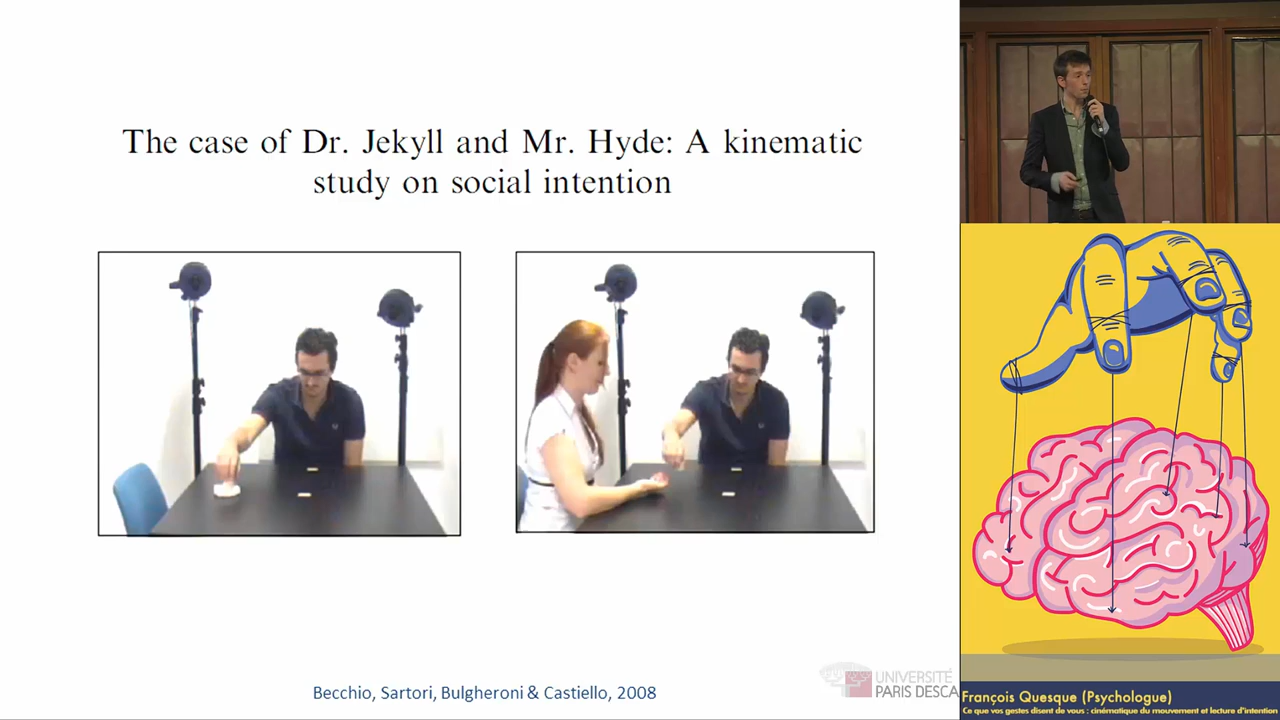 The case of Dr. Jekyll and Mr. Hyde: A kinematic
study on social intention
Becchio, Sartori, Bulgheroni & Castiello, 2008
UNIVERSITÉ
PARIS DESCA
François Quesque (Psychologue)
Ce que vos gestes disent de vous : cinématique du mouvement et lecture d'intention